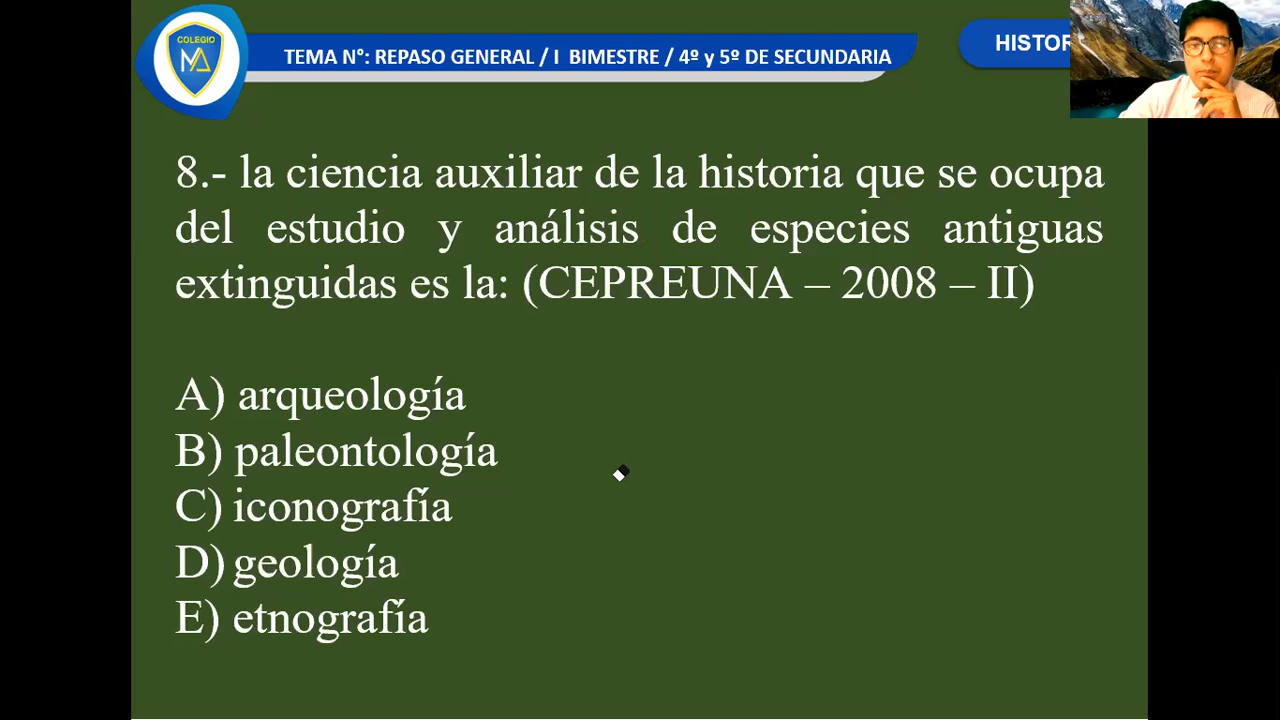 COLEGIO
MA
TEMA N°: REPASO GENERAL / I BIMESTRE / 4º y 5º DE SECUNDARIA
HISTOR
8.- la ciencia auxiliar de la historia que se ocupa
del estudio y análisis de especies antiguas
extinguidas es la: (CEPREUNA – 2008 – II)
A) arqueología
B) paleontología
C) iconografía
D) geología
E) etnografía